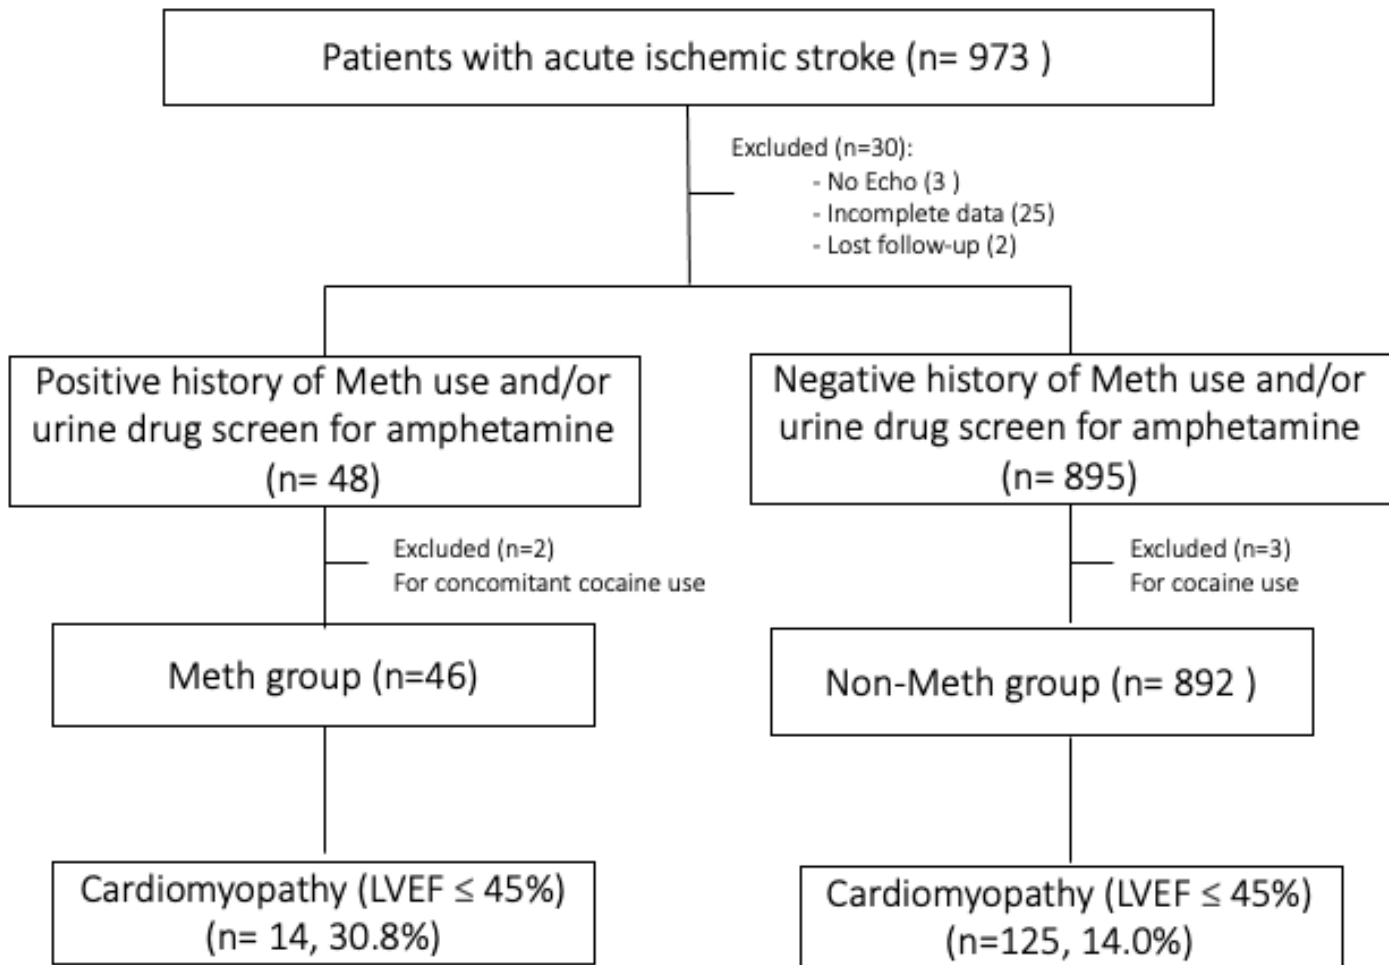 Patients with acute ischemic stroke (n= 973 )
Excluded (n=30):
- No Echo (3 )
- Incomplete data (25)
- Lost follow-up (2)
Positive history of Meth use and/or
urine drug screen for amphetamine
(n= 48)
Negative history of Meth use and/or
urine drug screen for amphetamine
(n= 895)
Excluded (n=2)
For concomitant cocaine use
Excluded (n=3)
For cocaine use
Meth group (n=46)
Non-Meth group (n= 892 )
Cardiomyopathy (LVEF ≤ 45%)
(n= 14, 30.8%)
Cardiomyopathy (LVEF ≤ 45%)
(n=125, 14.0%)